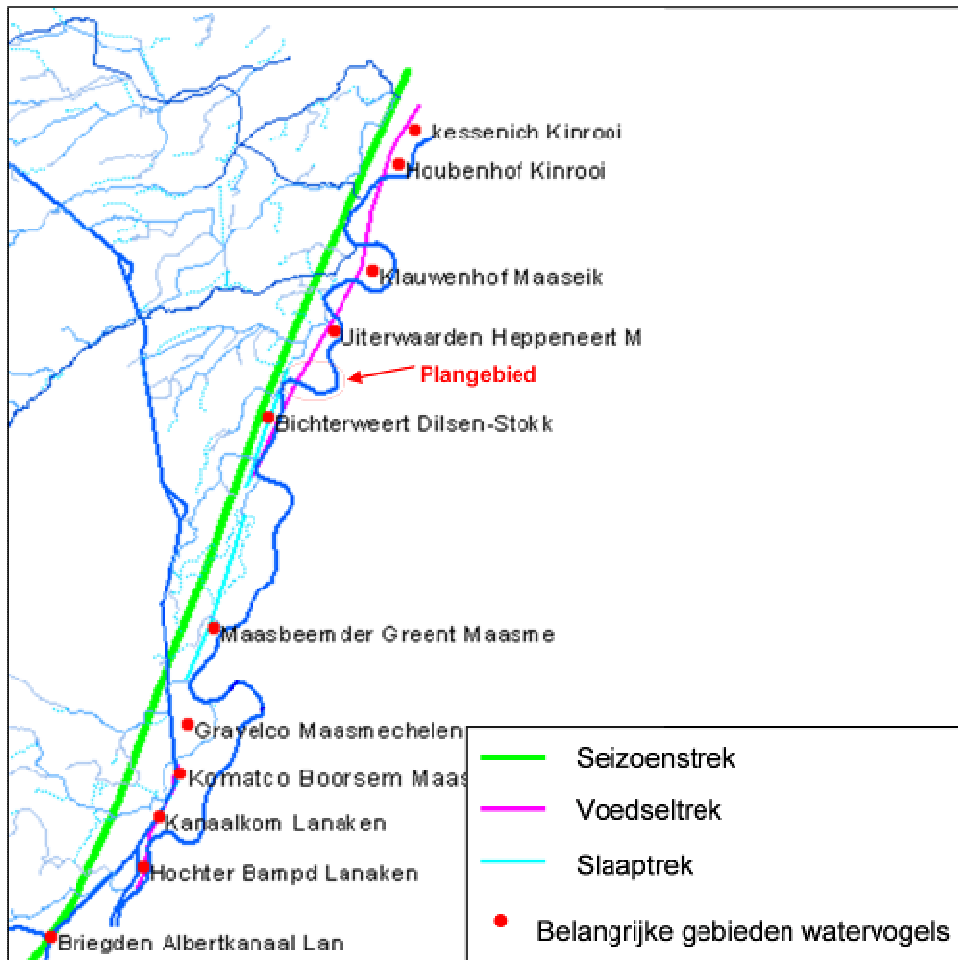 kessenich Kinrooi
Houbenhof Kinrooi
Klauwenhof Maaseik
Uiterwaarden Heppeneert M
Plangebied
Bichterweert Dilsen-Stokk
Maasbeemder Greent Maasme
Gravelco Maasmechelen
Komatco Boorsem Maas
Kanaalkom Lanaken
Hochter Bampd Lanaken
Briegden Albertkanaal Lan
Seizoenstrek
Voedseltrek
Slaaptrek
Belangrijke gebieden watervogels